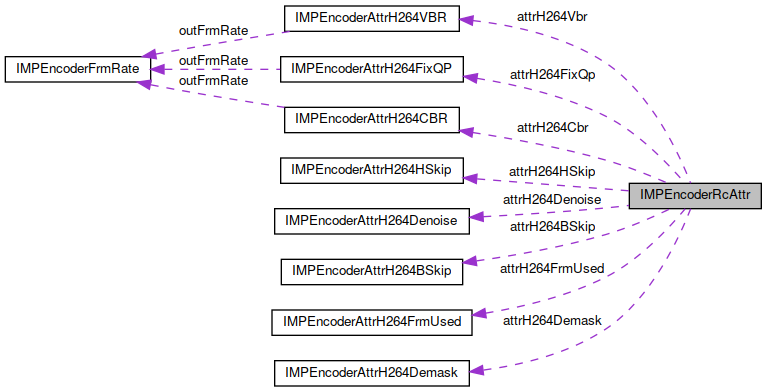 IMPEncoderAttrH264VBR
attrH264Vbr
outFrmRate
IMPEncoderFrmRate
outFrmRate
IMPEncoderAttrH264FixQP
attrH264FixQp
outFrmRate
IMPEncoderAttrH264CBR
attrH264Cbr
IMPEncoderAttrH264HSkip
attrH264HSkip
IMPEncoderRcAttr
attrH264Denoise
IMPEncoderAttrH264Denoise
attrH264BSkip
IMPEncoderAttrH264BSkip
attrH264FrmUsed
IMPEncoderAttrH264FrmUsed
attrH264Demask
IMPEncoderAttrH264Demask